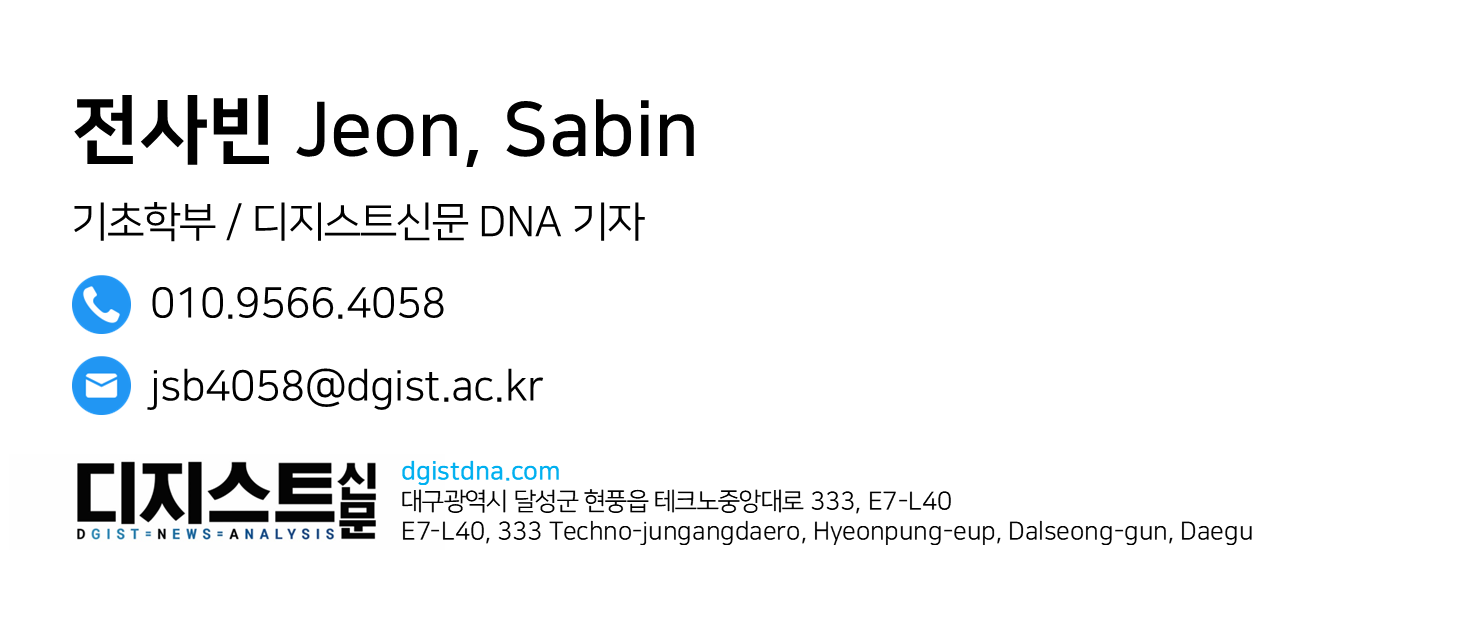 전사빈 Jeon, Sabin
기초학부 / 디지스트신문 DNA 기자
010.9566.4058
jsb4058@dgist.ac.kr
디지스트신문
DGIST=NEWS=ANALYSIS
dgistdna.com
대구광역시 달성군 현풍읍 테크노중앙대로 333, E7-L40
E7-L40, 333 Techno-jungangdaero, Hyeonpung-eup, Dalseong-gun, Daegu